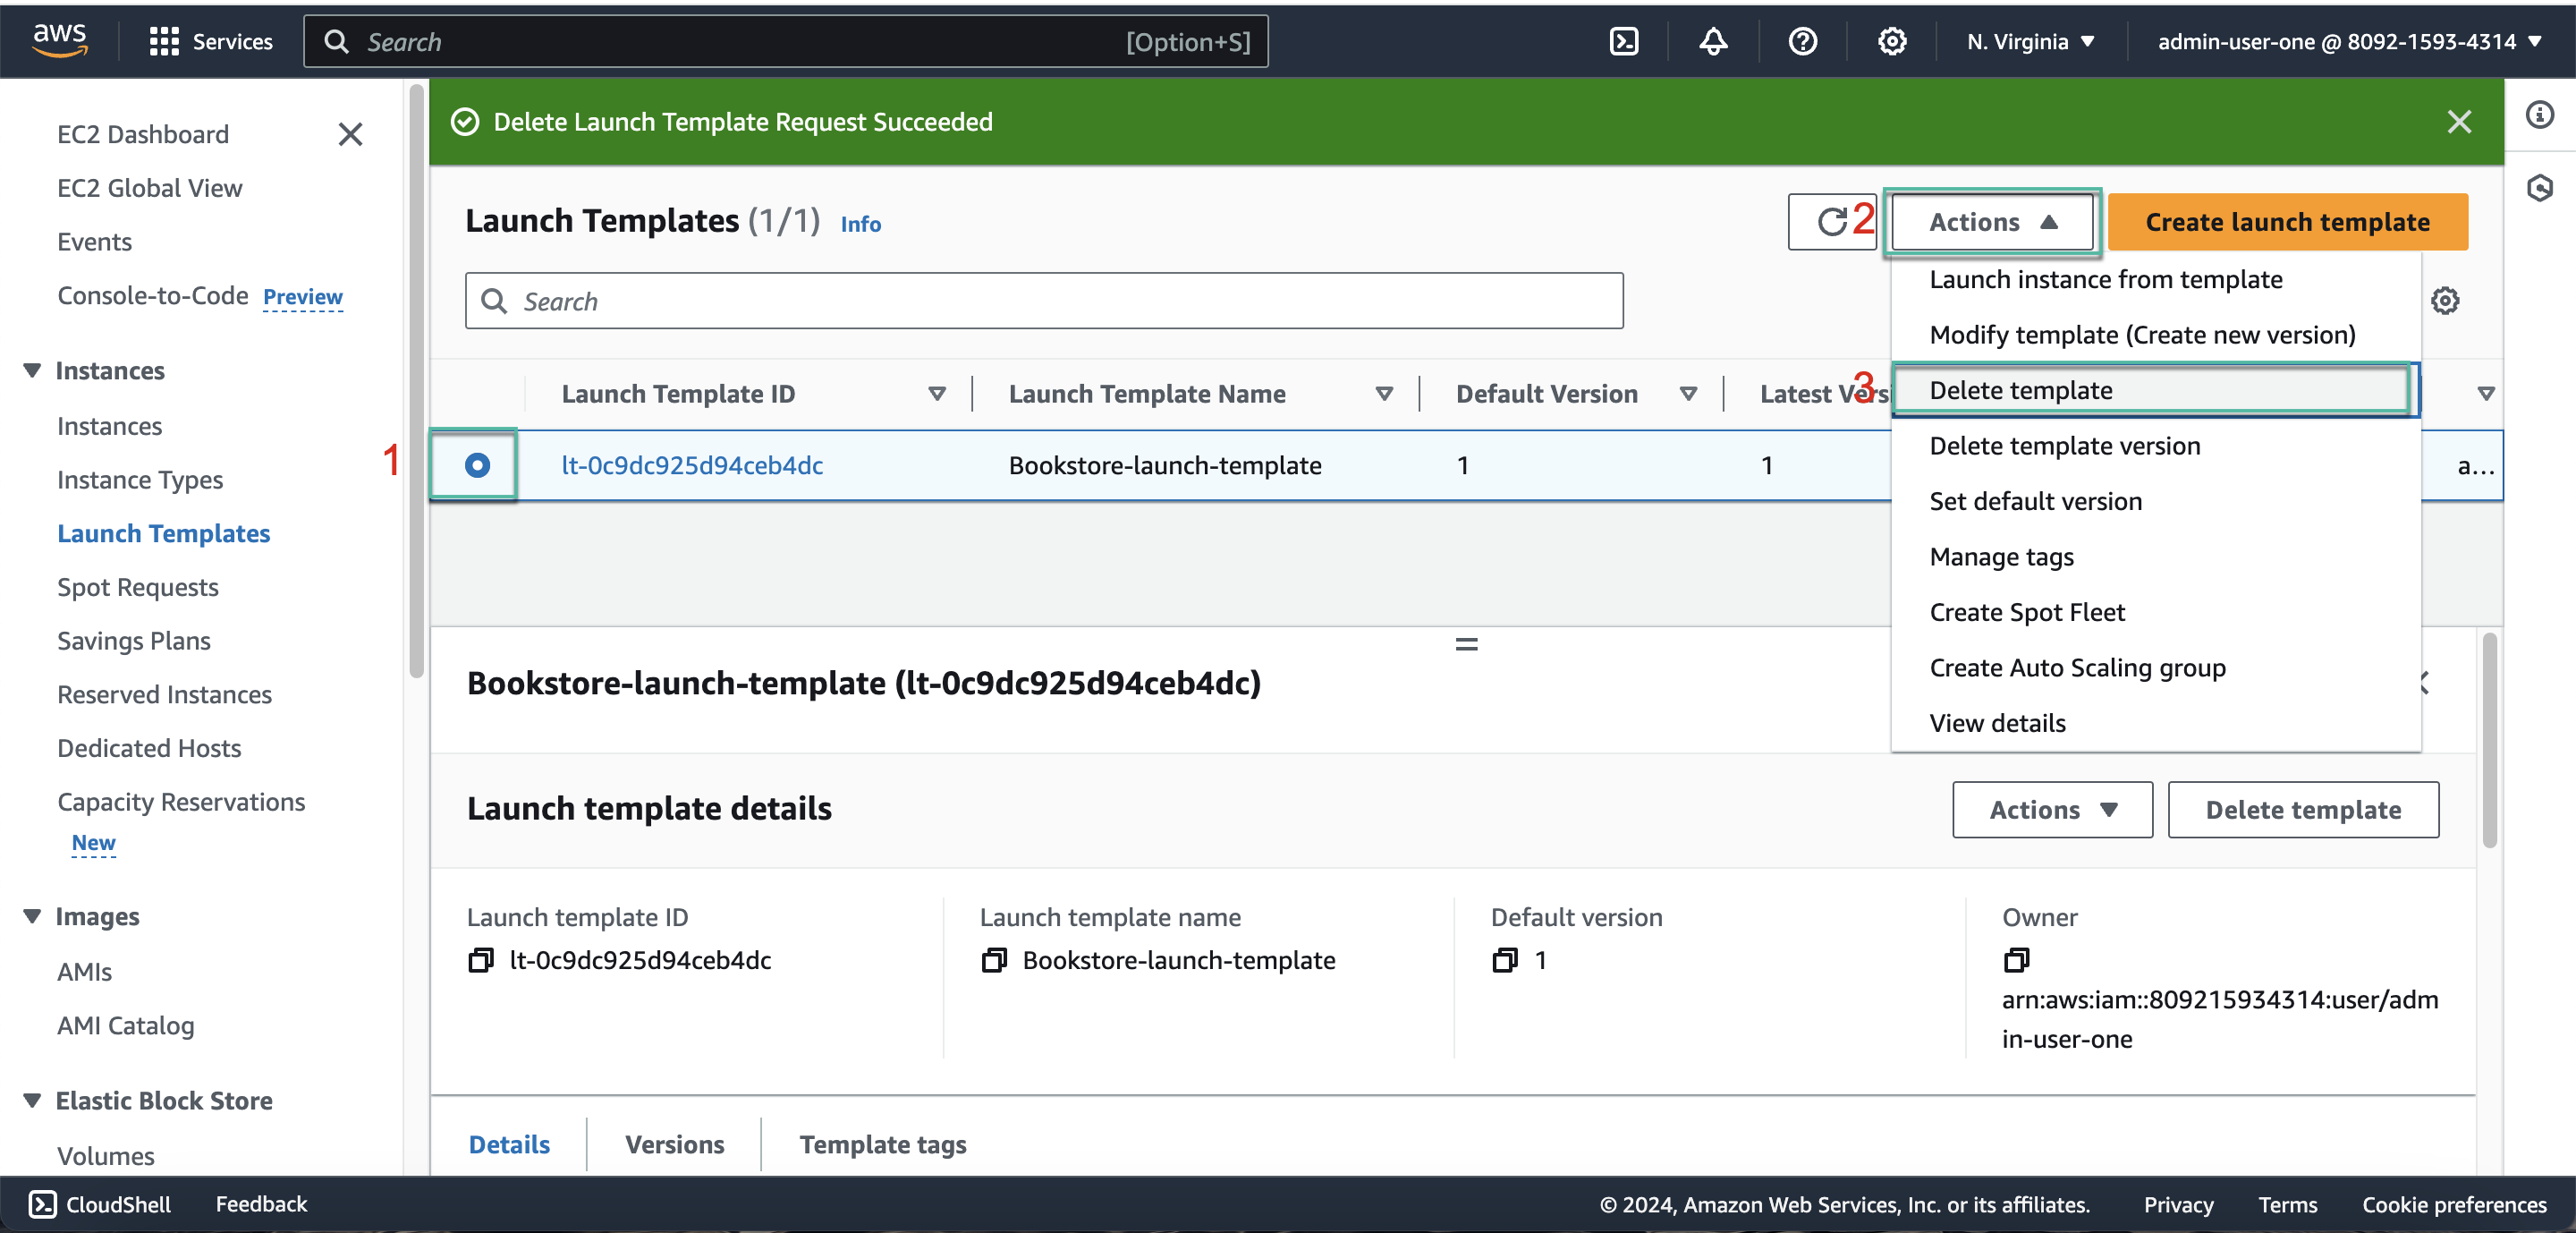 aws
Services
Search
[Option+S]
N. Virginia
admin-user-one @ 8092-1593-4314
EC2 Dashboard
EC2 Global View
Events
Console-to-Code Preview
Instances
Instances
Instance Types
Launch Templates
Spot Requests
Savings Plans
Reserved Instances
Dedicated Hosts
Capacity Reservations
New
Images
AMIs
AMI Catalog
Elastic Block Store
Volumes
Delete Launch Template Request Succeeded
Launch Templates (1/1) Info
2
Actions
Create launch template
Search
Launch Template ID
Launch Template Name
Default Version
Latest Versi
1
lt-0c9dc925d94ceb4dc
Bookstore-launch-template
1
1
a...
Launch instance from template
Modify template (Create new version)
3
Delete template
Delete template version
Set default version
Manage tags
Create Spot Fleet
Create Auto Scaling group
View details
Bookstore-launch-template (lt-0c9dc925d94ceb4dc)
Launch template details
Actions
Delete template
Launch template ID
lt-0c9dc925d94ceb4dc
Launch template name
Bookstore-launch-template
Default version
1
Owner
arn:aws:iam::809215934314:user/adm
in-user-one
Details
Versions
Template tags
CloudShell
Feedback
© 2024, Amazon Web Services, Inc. or its affiliates.
Privacy
Terms
Cookie preferences